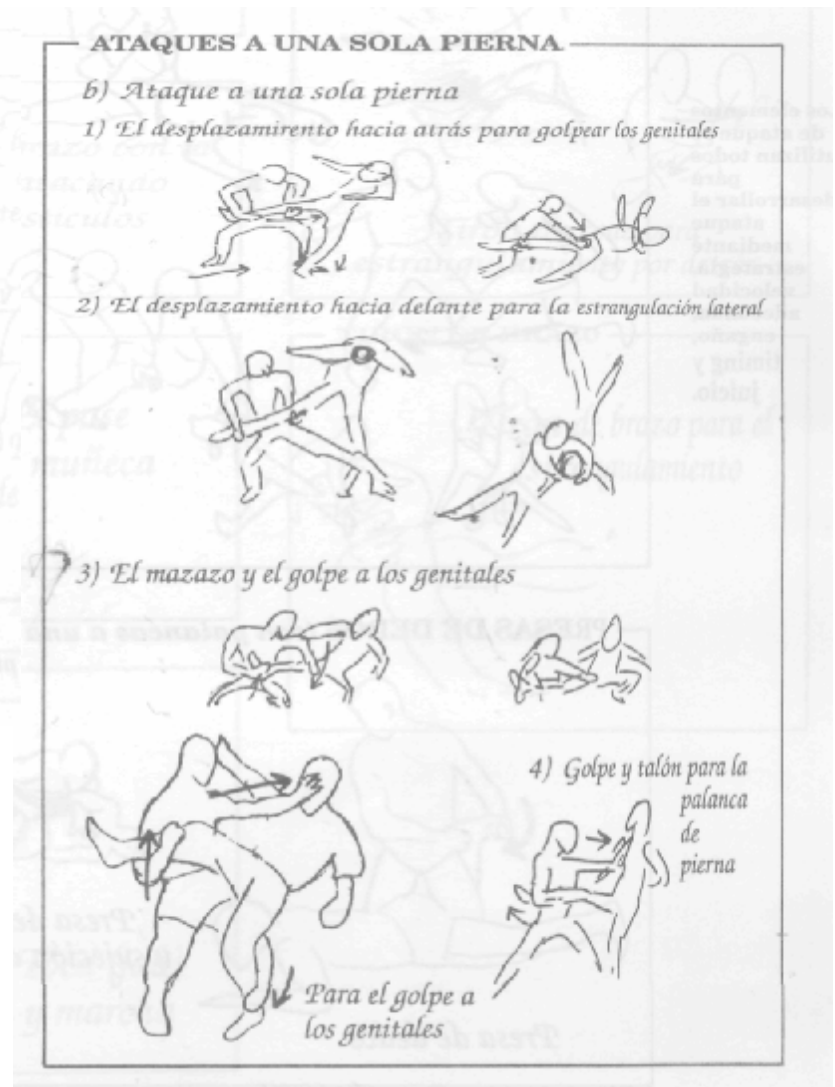 ATAQUES A UNA SOLA PIERNA
b) Ataque a una sola pierna
1) El desplazamirento hacia atrás para golpear los genitales
2) El desplazamiento hacia delante para la estrangulación lateral
3) El mazazo y el golpe a los genitales
4) Golpe y talón para la
palanca
de
pierna
Para el golpe a
los genitales